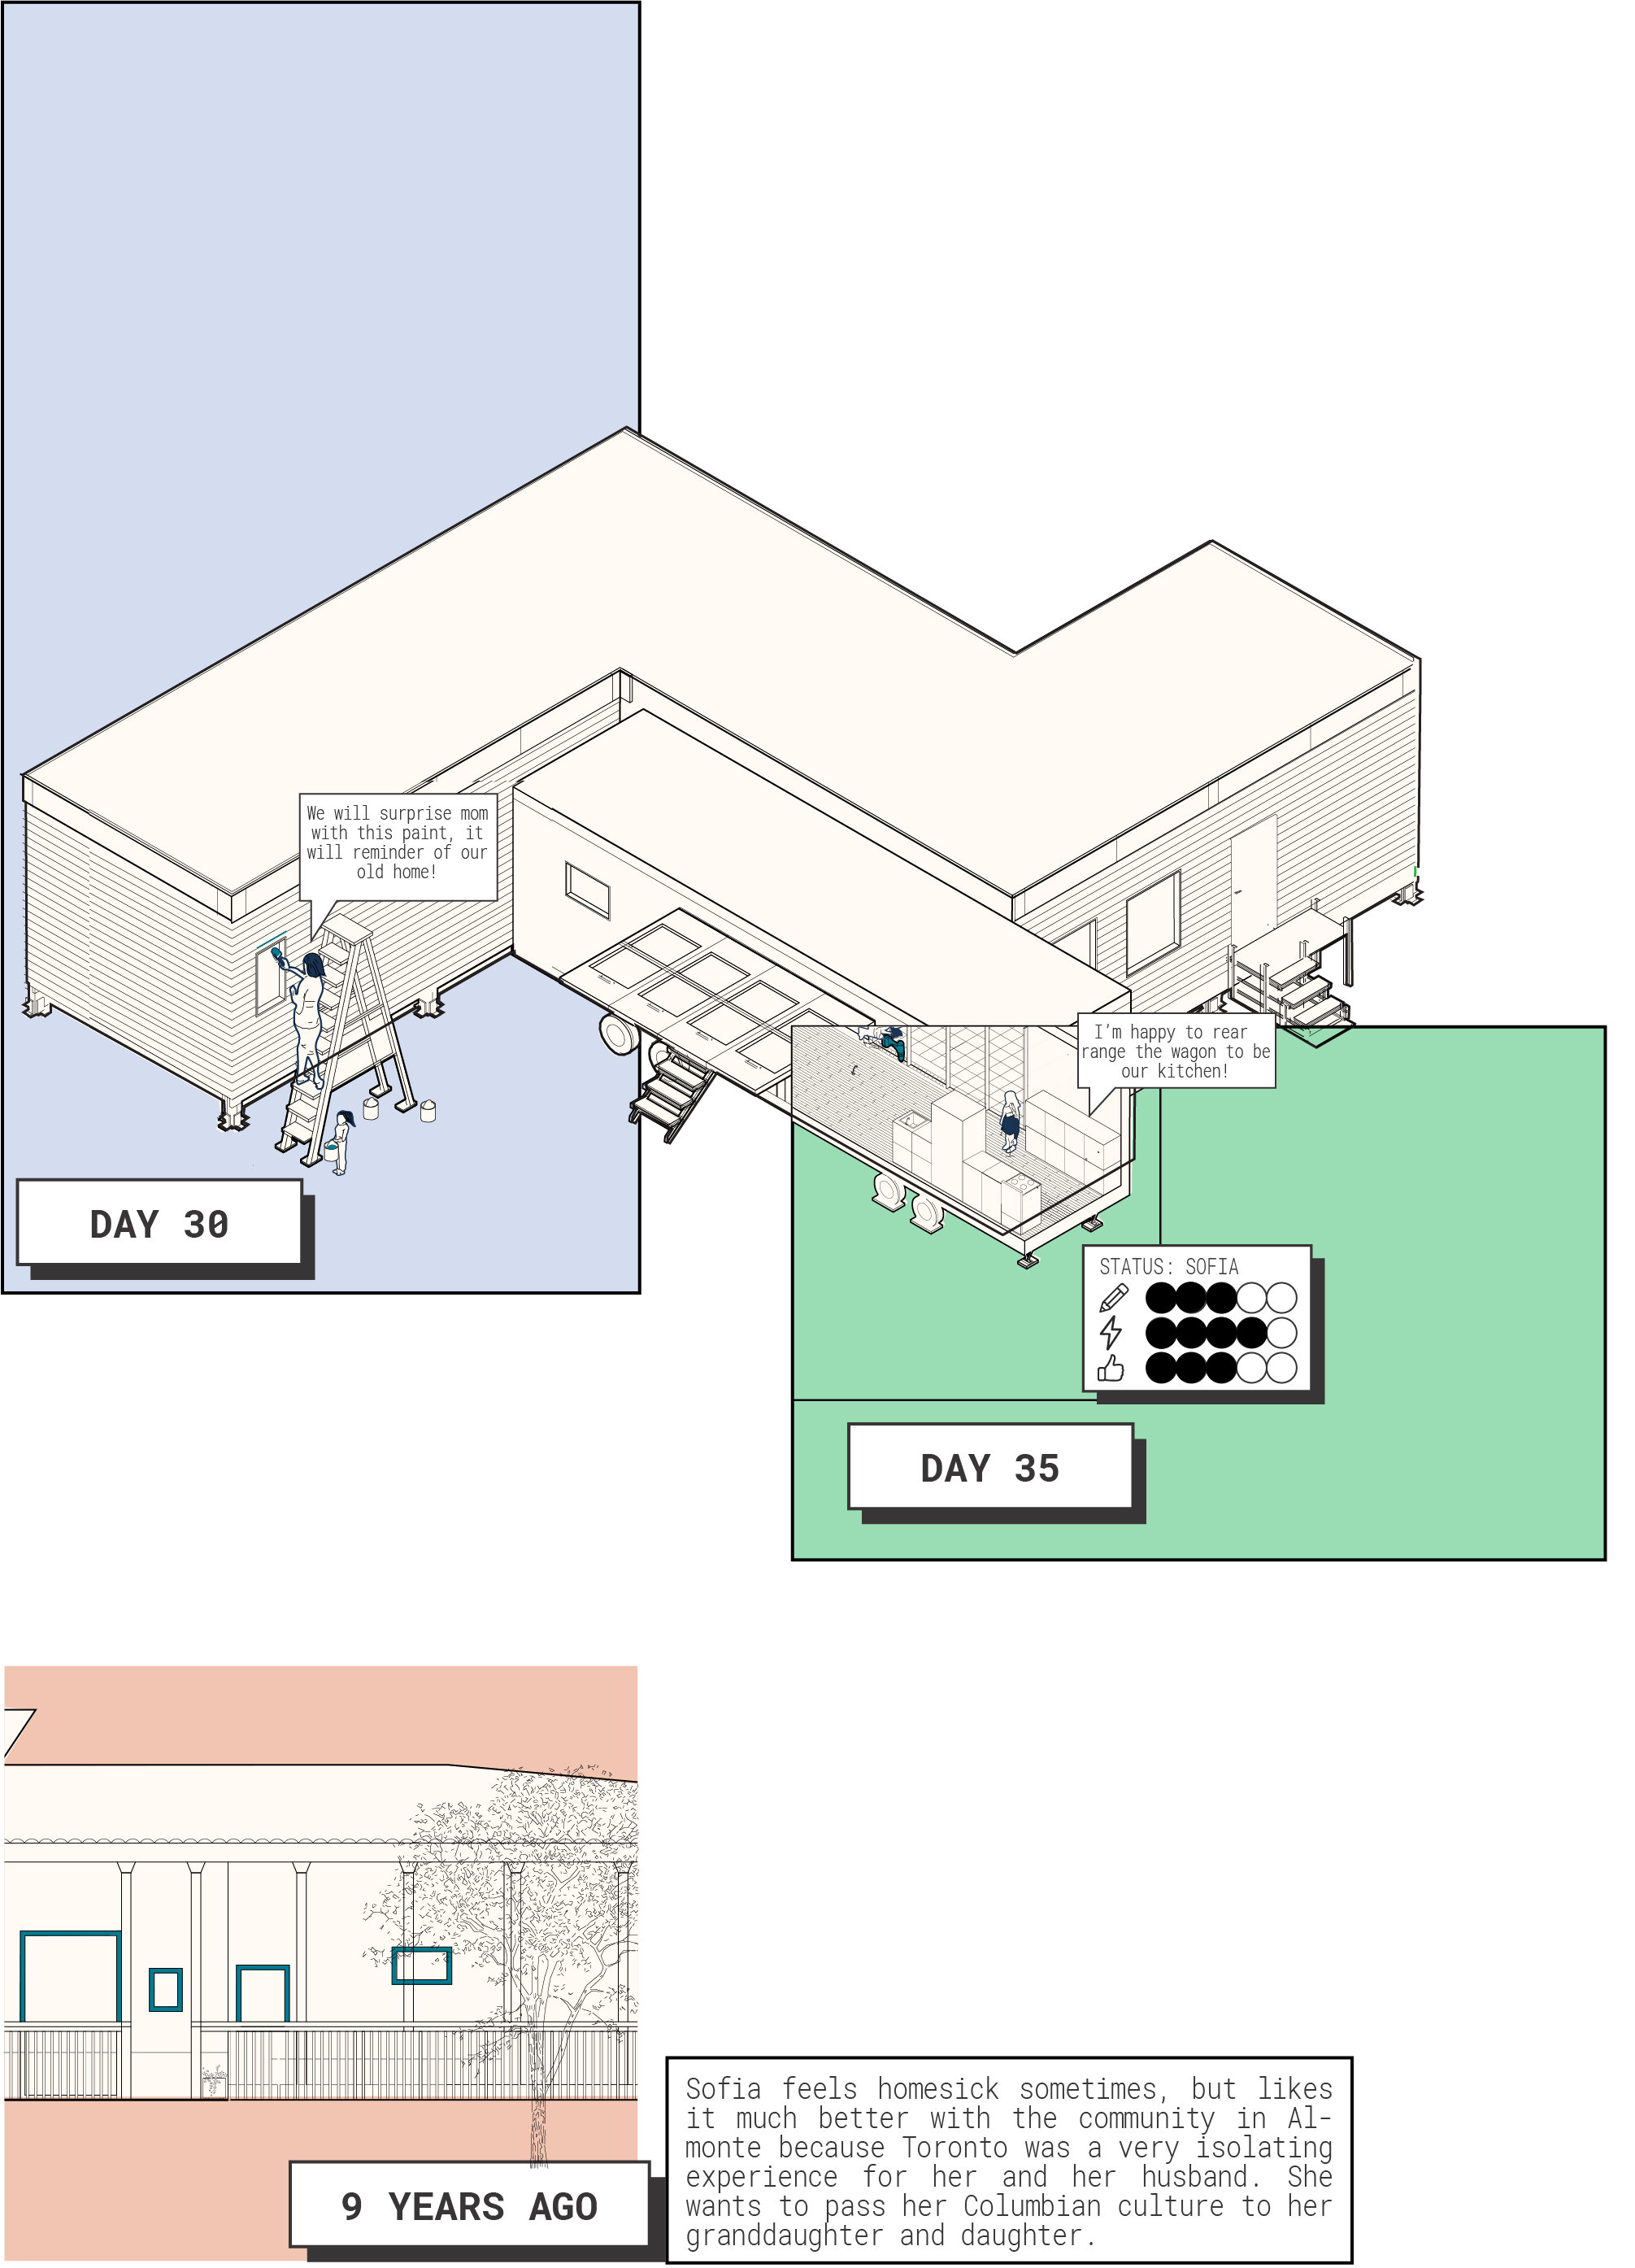 We will surprise mom
with this paint, it
will reminder of our
old home!
DAY 30
I'm happy to rear
range the wagon to be
our kitchen!
STATUS: SOFIA
DAY 35
9 YEARS AGO
Sofia feels homesick sometimes, but likes
it much better with the community in Al-
monte because Toronto was a very isolating
experience for her and her husband. She
wants to pass her Columbian culture to her
granddaughter and daughter.